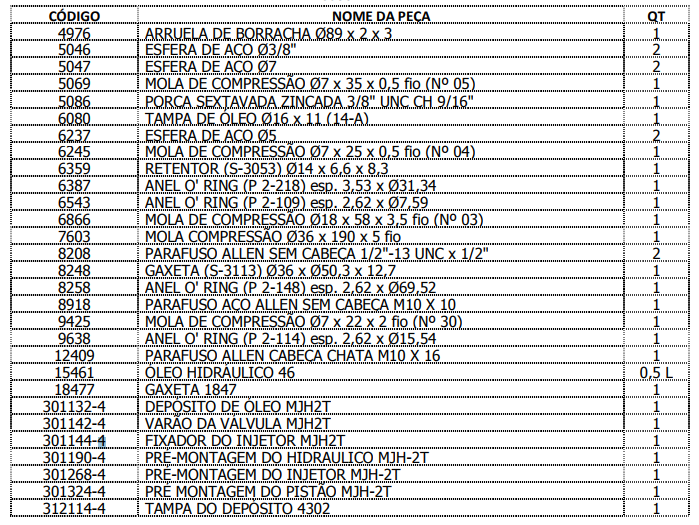 CÓDIGO NOME DA PEÇA QT
4976 ARRUELA DE BORRACHA Ø89 x 2 x 3 1
5046 ESFERA DE AÇO Ø3/8" 2
5047 ESFERA DE AÇO Ø7 2
5069 MOLA DE COMPRESSÃO Ø7 x 35 x 0,5 fio (Nº 05) 1
5086 PORCA SEXTAVADA ZINCADA 3/8" UNC CH 9/16" 1
6080 TAMPA DE ÓLEO Ø16 x 11 (14-A) 1
6237 ESFERA DE AÇO Ø5 2
6245 MOLA DE COMPRESSÃO Ø7 x 25 x 0,5 fio (Nº 04) 1
6359 RETENTOR (S-3053) Ø14 x 6,6 x 8,3 1
6387 ANEL O' RING (P 2-218) esp. 3,53 x Ø31,34 1
6543 ANEL O' RING (P 2-109) esp. 2,62 x Ø7,59 1
6866 MOLA DE COMPRESSÃO Ø18 x 58 x 3,5 fio (Nº 03) 1
7603 MOLA COMPRESSÃO Ø36 x 190 x 5 fio 1
8208 PARAFUSO ALLEN SEM CABEÇA 1/2"-13 UNC x 1/2" 2
8248 GAXETA (S-3113) Ø36 x Ø50,3 x 12,7 1
8258 ANEL O' RING (P 2-148) esp. 2,62 x Ø69,52 1
8918 PARAFUSO AÇO ALLEN SEM CABEÇA M10 X 10 1
9425 MOLA DE COMPRESSÃO Ø7 x 22 x 2 fio (Nº 30) 1
9638 ANEL O' RING (P 2-114) esp. 2,62 x Ø15,54 1
12409 PARAFUSO ALLEN CABEÇA CHATA M10 X 16 1
15461 ÓLEO HIDRÁULICO 46 0,5 L
18477 GAXETA 1847 1
301132-4 DEPÓSITO DE ÓLEO MJH2T 1
301142-4 VARÃO DA VÁLVULA MJH2T 1
301144-4 FIXADOR DO INJETOR MJH2T 1
301190-4 PRÉ-MONTAGEM DO HIDRAULICO MJH-2T 1
301268-4 PRÉ-MONTAGEM DO INJETOR MJH-2T 1
301324-4 PRÉ MONTAGEM DO PISTÃO MJH-2T 1
312114-4 TAMPA DO DEPÓSITO 4302 1